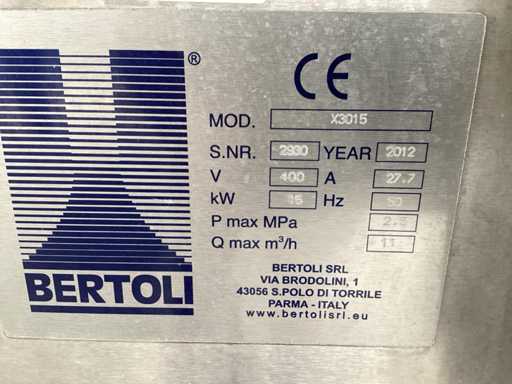 ®
CE
MOD. X3015
S.NR. 2930 YEAR 2012
V 400 A 27.7
kW 15 Hz 50
P max MPa
Q max m³/h
BERTOLI
BERTOLI SRL
VIA BRODOLINI, 1
43056 S.POLO DI TORRILE
PARMA - ITALY
www.bertolisrl.eu